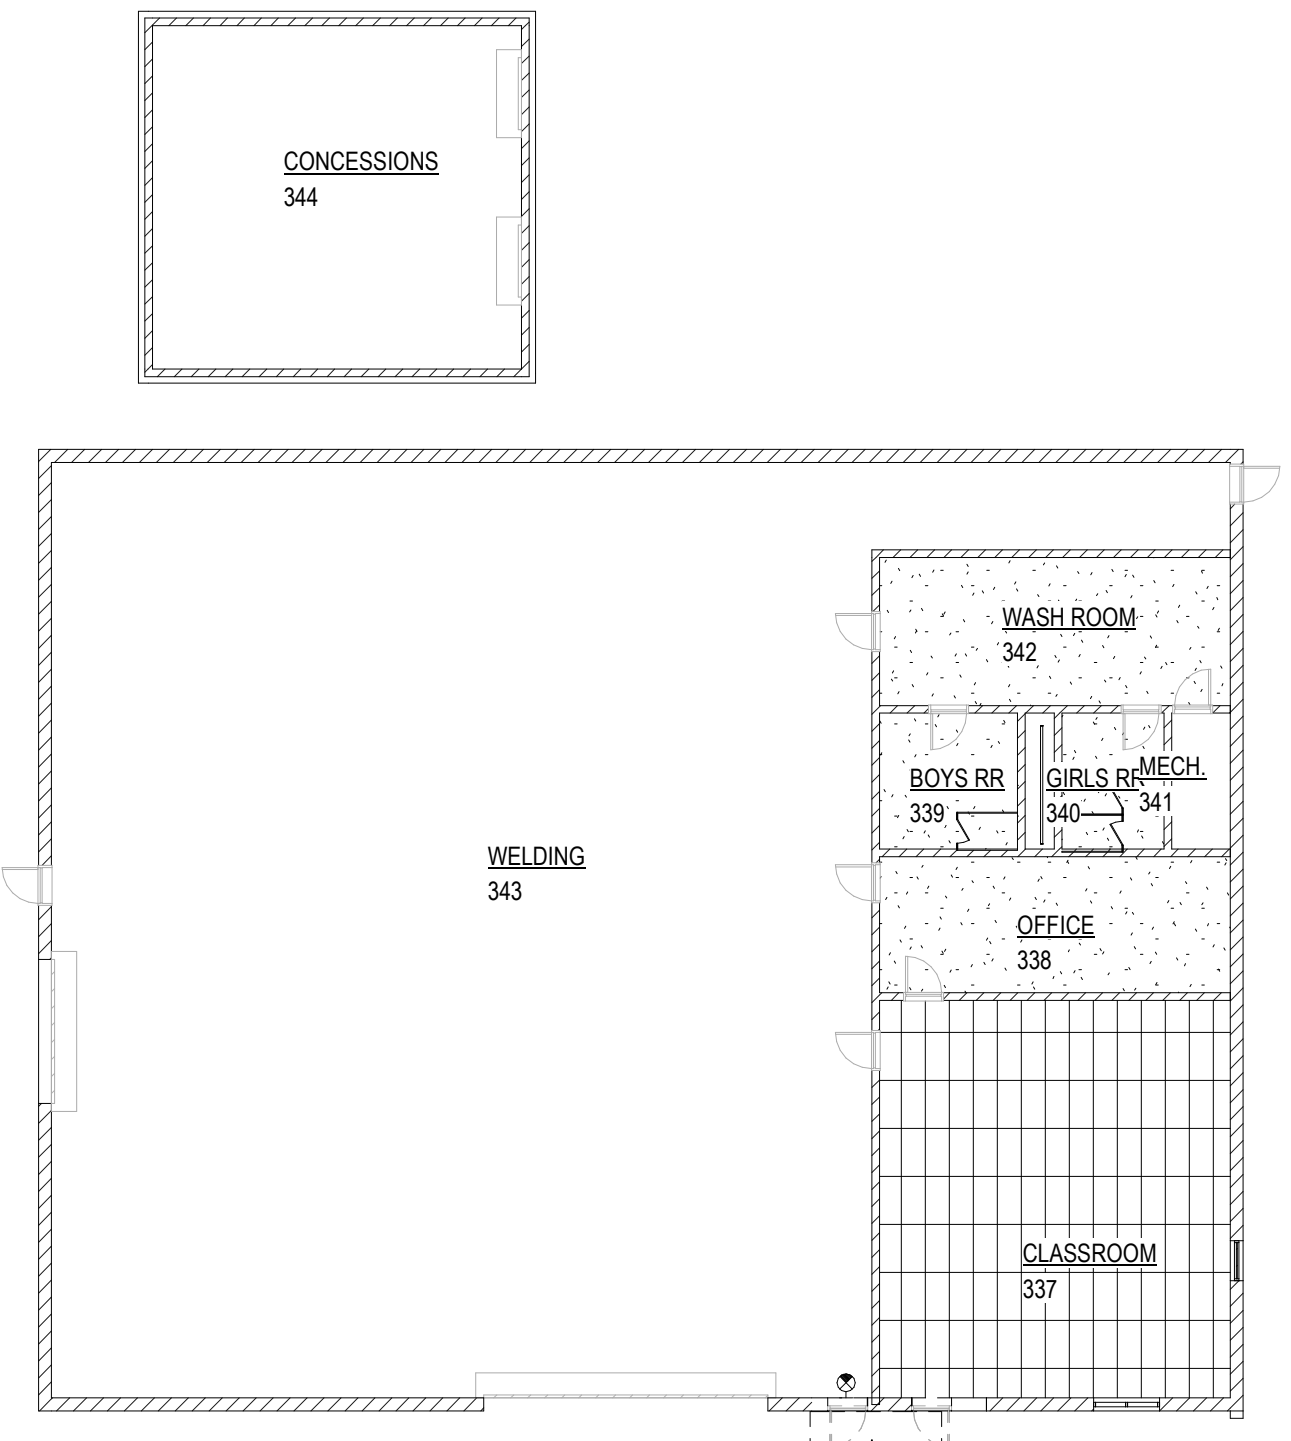 CONCESSIONS
344
WASH ROOM
342
BOYS RR
339
GIRLS RR
340
MECH.
341
WELDING
343
OFFICE
338
CLASSROOM
337